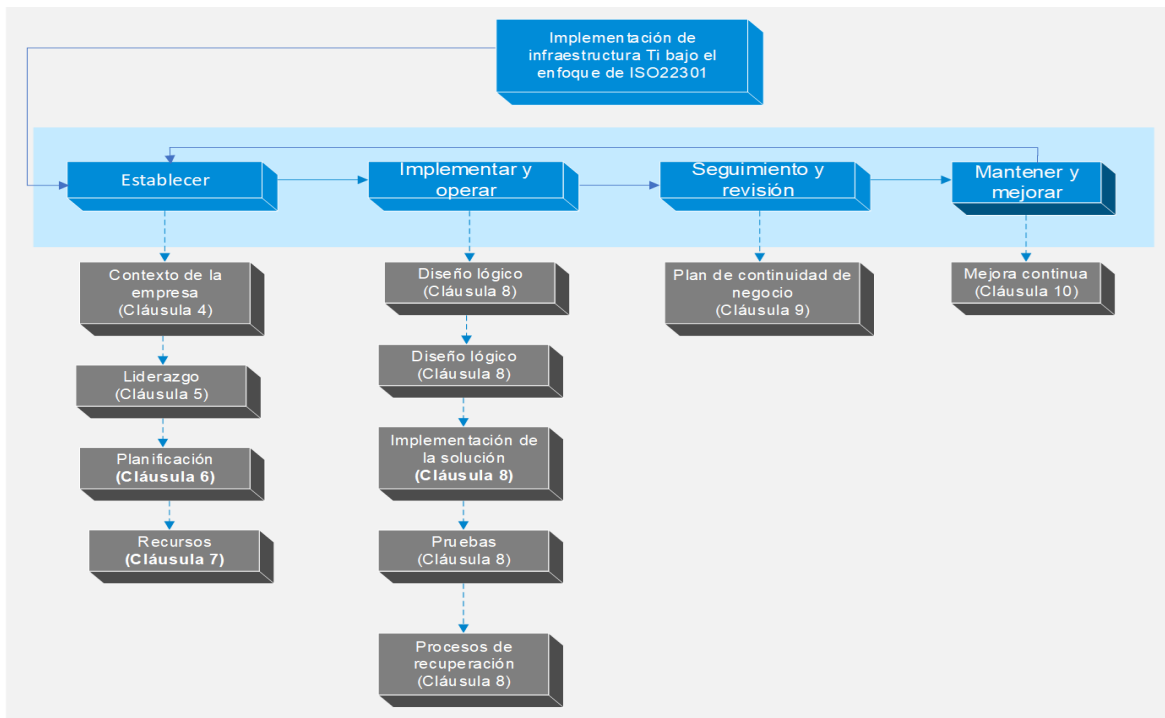 Implementación de
infraestructura Ti bajo el
enfoque de ISO22301
Establecer
Implementar y
operar
Seguimiento y
revisión
Mantener y
mejorar
Contexto de la
empresa
(Cláusula 4)
Liderazgo
(Cláusula 5)
Planificación
(Cláusula 6)
Recursos
(Cláusula 7)
Diseño lógico
(Cláusula 8)
Diseño lógico
(Cláusula 8)
Implementación de
la solución
(Cláusula 8)
Pruebas
(Cláusula 8)
Procesos de
recuperación
(Cláusula 8)
Plan de continuidad de
negocio
(Cláusula 9)
Mejora continua
(Cláusula 10)